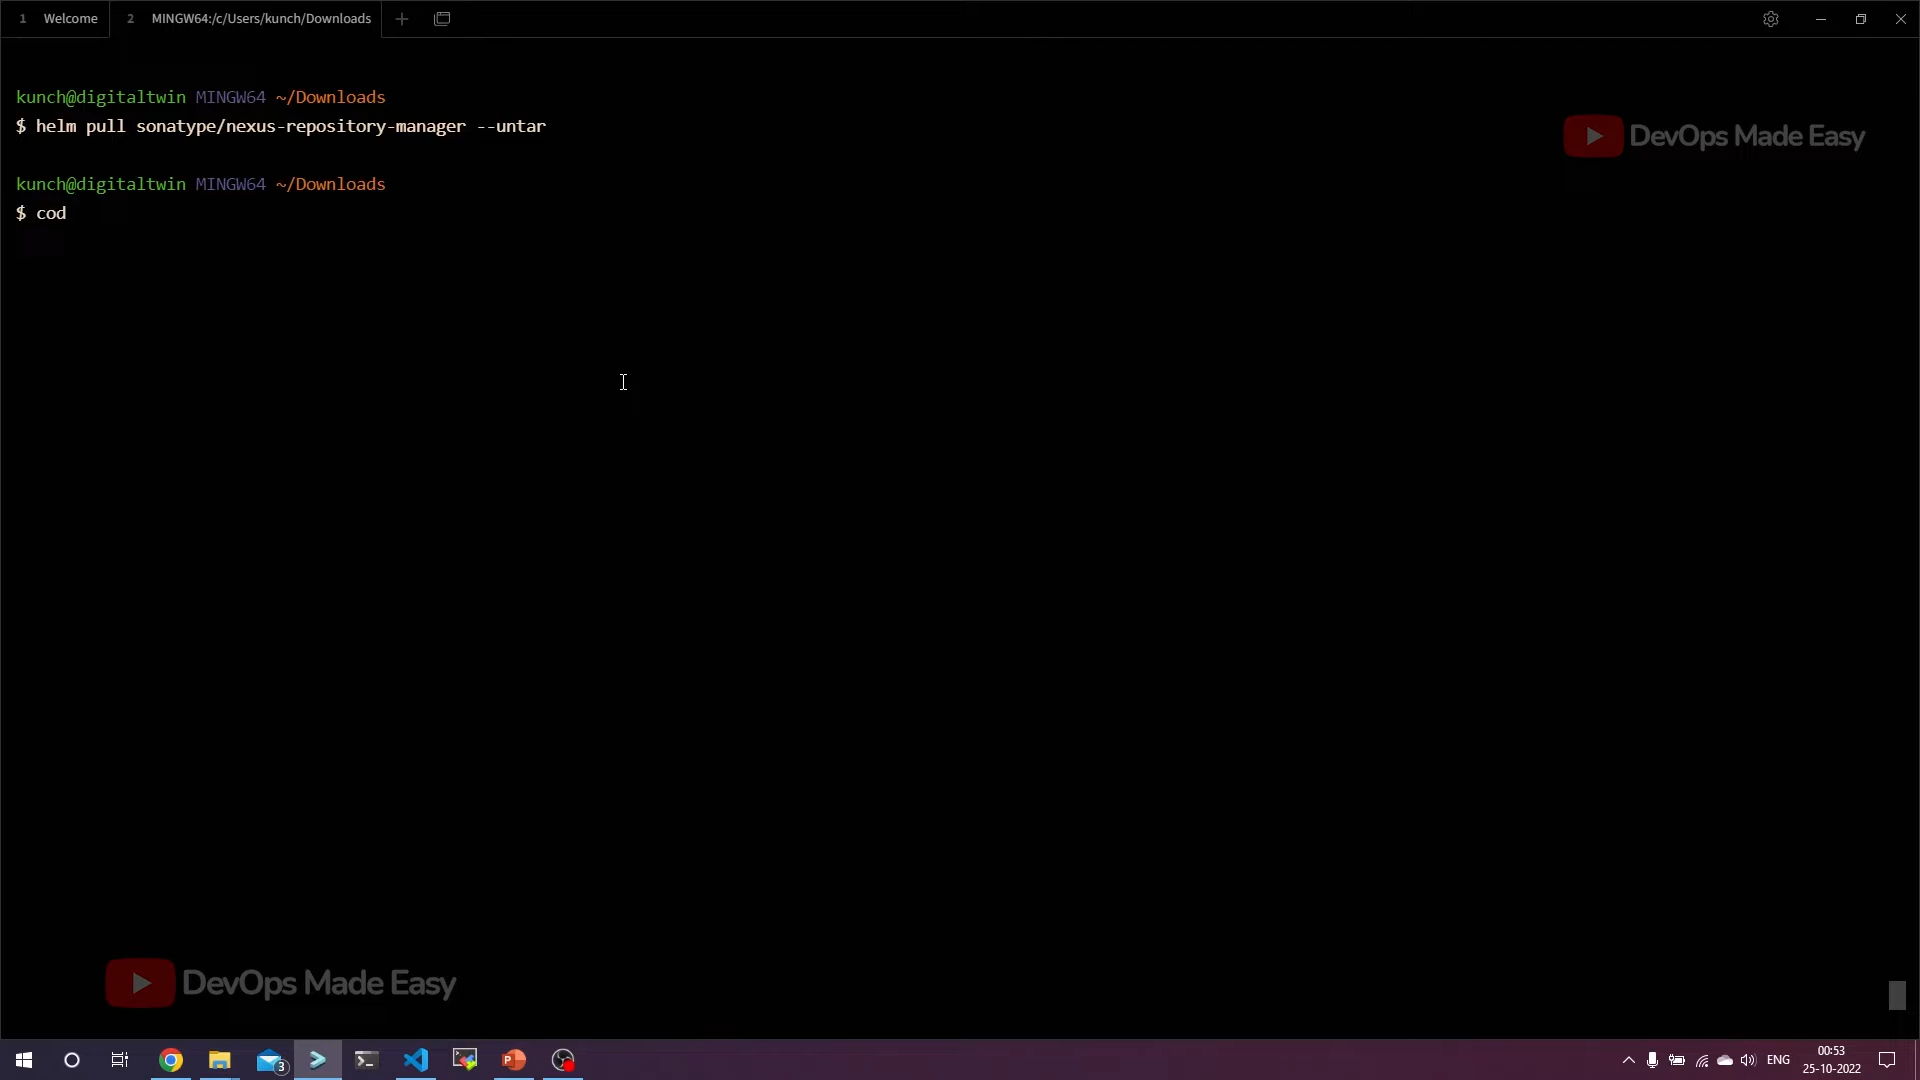 1 Welcome 2 MINGW64:/c/Users/kunch/Downloads
kunch@digitaltwin MINGW64 ~/Downloads
$ helm pull sonatype/nexus-repository-manager --untar
DevOps Made Easy
kunch@digitaltwin MINGW64 ~/Downloads
$ cod
DevOps Made Easy
3
P
ENG
00:53
25-10-2022